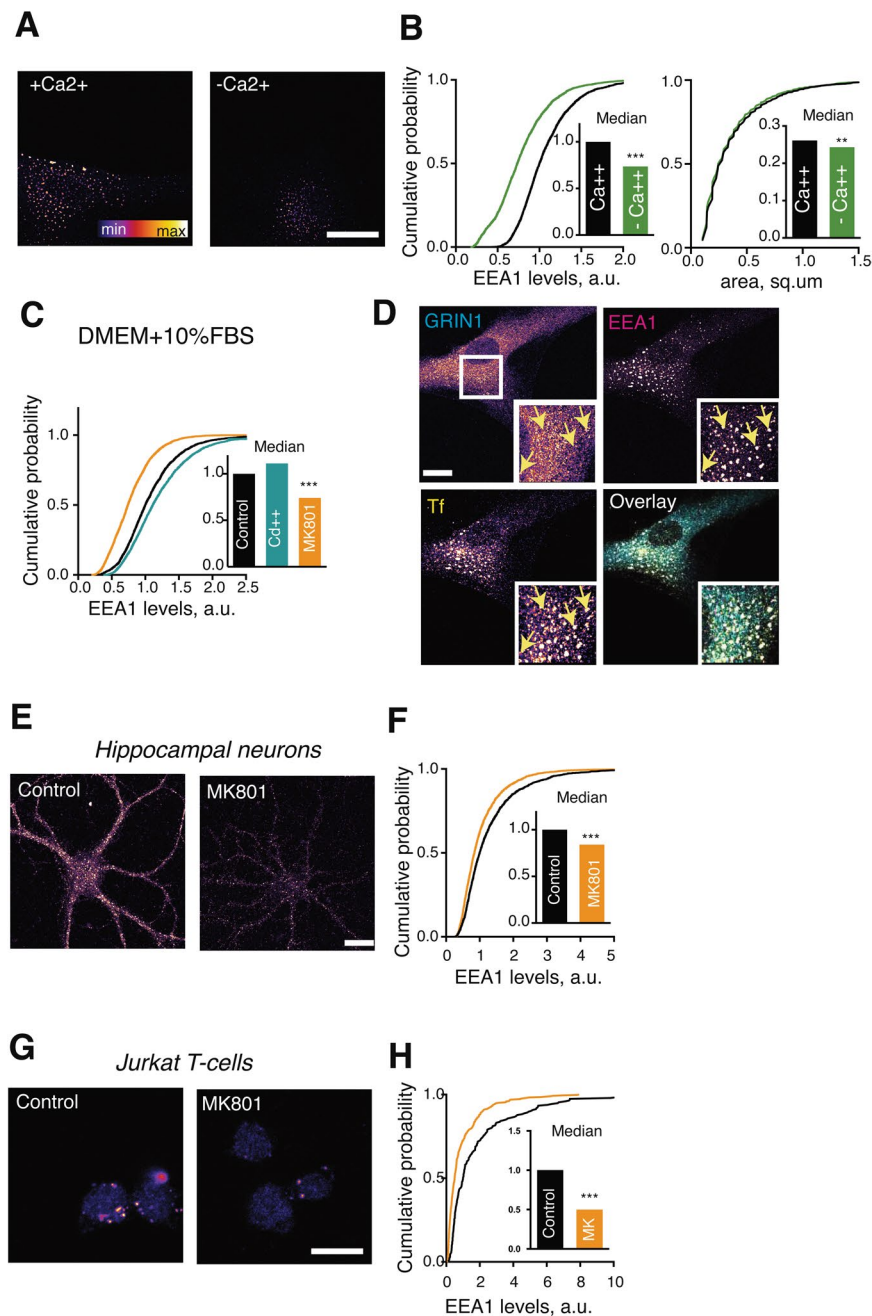 A
+Ca2+
-Ca2+
min
max
B
Cumulative probability
1.0
0.5
0.0
0.0
0.5
1.0
1.5
2.0
EEA1 levels, a.u.
Median
1.0
0.5
0.0
Ca++
- Ca++
***
1.0
0.5
0.0
0.0
0.5
1.0
1.5
area, sq.um
Median
0.3
0.2
0.1
0.0
Ca++
- Ca++
**
C
DMEM+10%FBS
Cumulative probability
1.0
0.5
0.0
0.0
0.5
1.0
1.5
2.0
2.5
EEA1 levels, a.u.
Median
1.0
0.5
0.0
Control
Cd++
MK801
***
D
GRIN1
EEA1
Tf
Overlay
E
Hippocampal neurons
Control
MK801
F
Cumulative probability
1.0
0.5
0.0
0
1
2
3
4
5
EEA1 levels, a.u.
Median
1.0
0.5
0.0
Control
MK801
***
G
Jurkat T-cells
Control
MK801
H
Cumulative probability
1.0
0.5
0.0
0
2
4
6
8
10
EEA1 levels, a.u.
Median
1.5
1.0
0.5
0.0
Control
MK
***